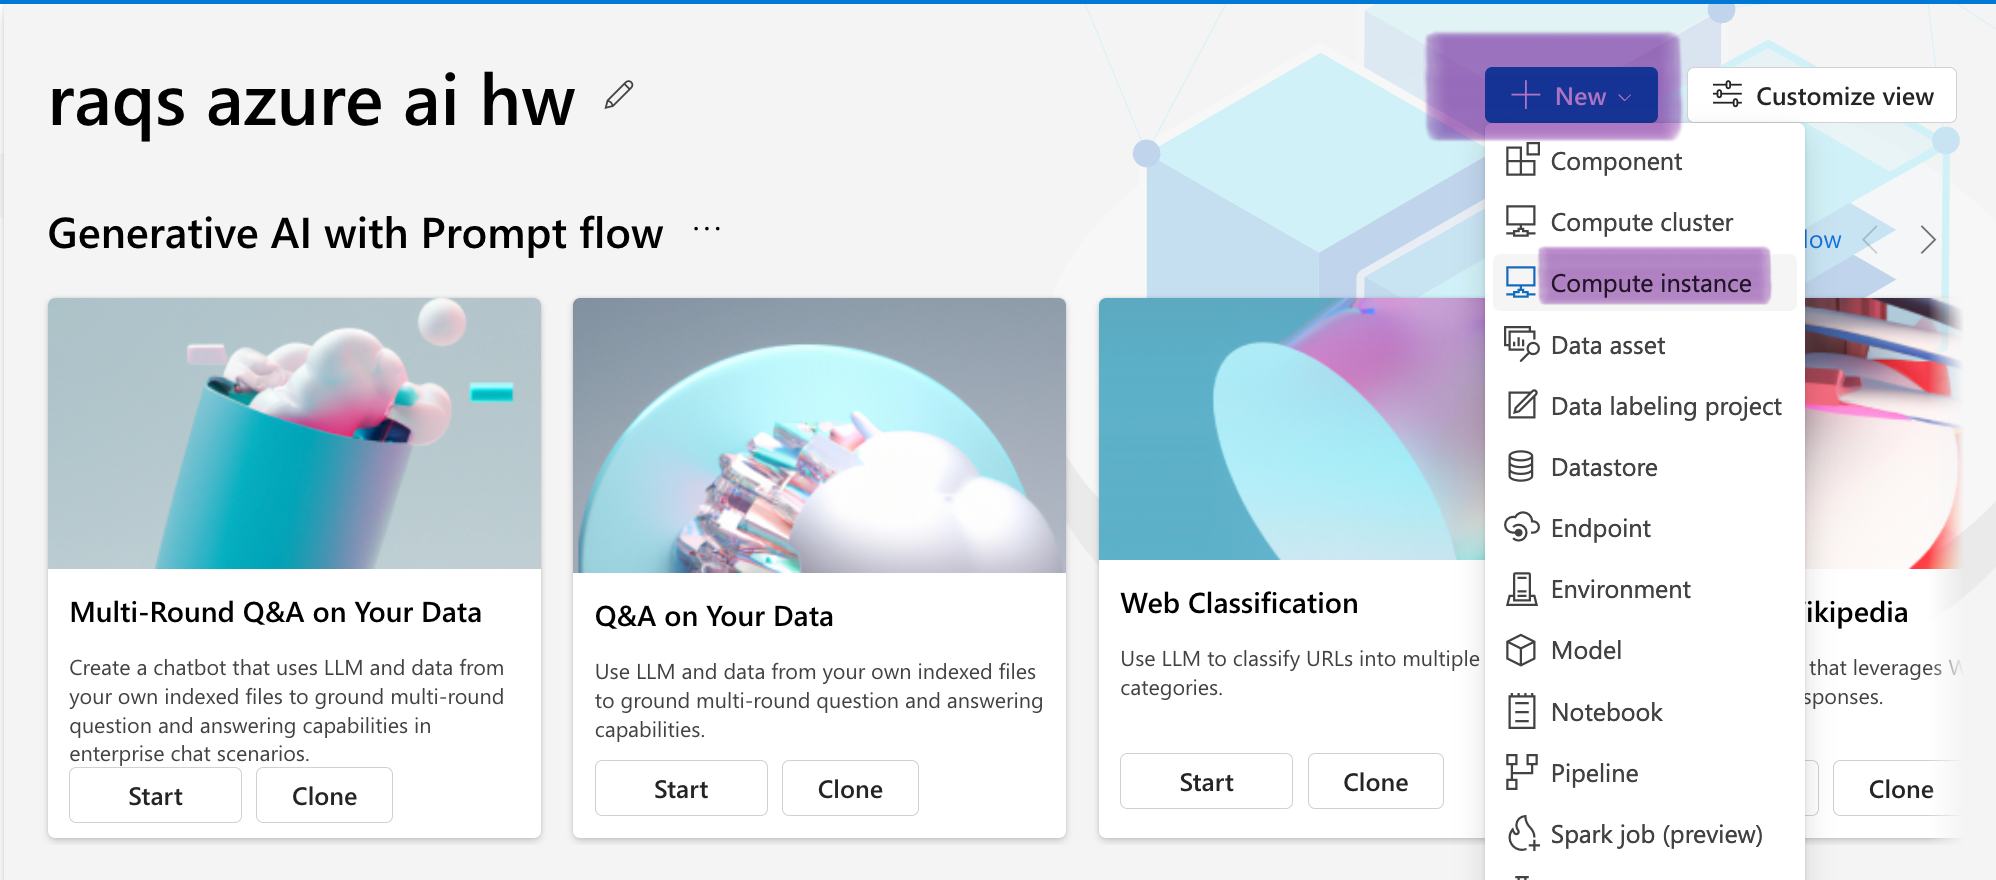 raqs azure ai hw
New
Customize view
Component
Compute cluster
Compute instance
Data asset
Data labeling project
Datastore
Endpoint
Environment
Model
Notebook
Pipeline
Spark job (preview)
Generative AI with Prompt flow ...
Multi-Round Q&A on Your Data
Create a chatbot that uses LLM and data from
your own indexed files to ground multi-round
question and answering capabilities in
enterprise chat scenarios.
Start
Clone
Q&A on Your Data
Use LLM and data from your own indexed files
to ground multi-round question and answering
capabilities.
Start
Clone
Web Classification
Use LLM to classify URLs into multiple
categories.
Start
Clone
that leverages
Clone